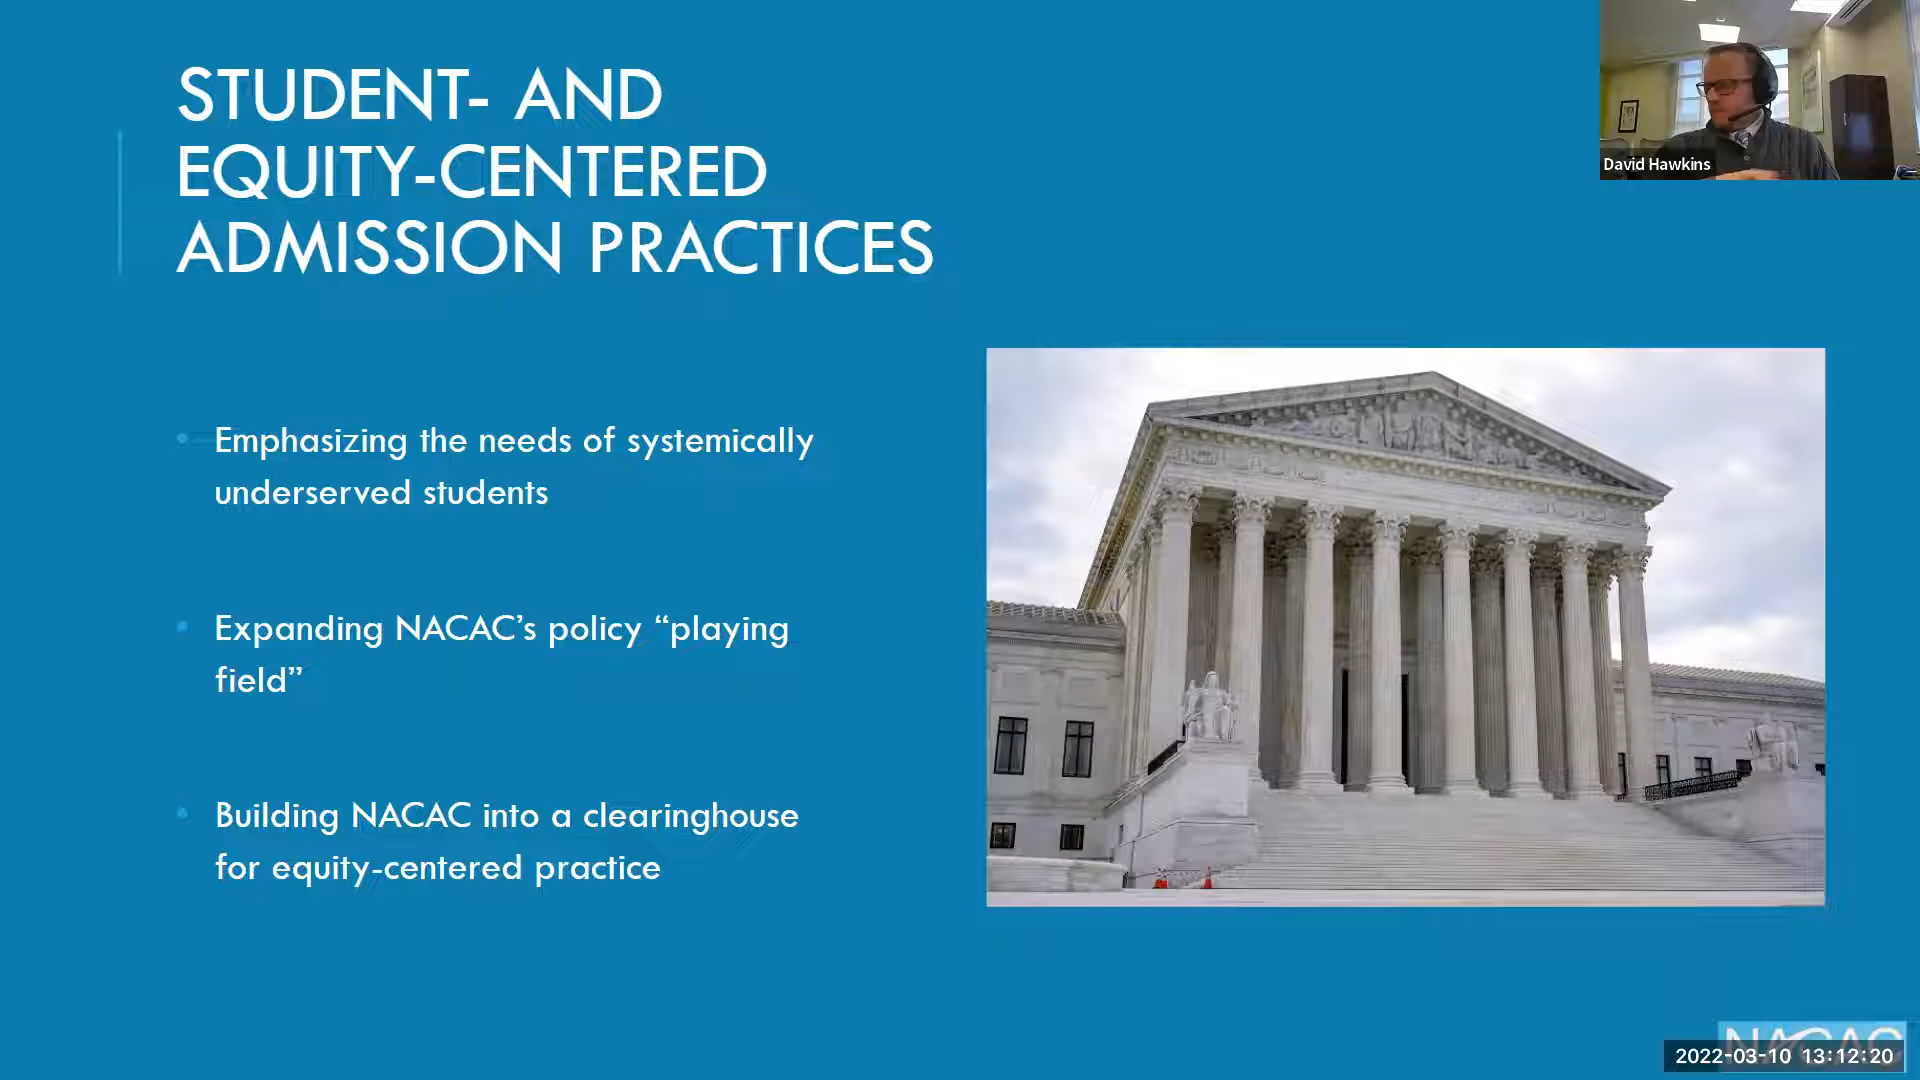 STUDENT- AND
EQUITY-CENTERED
ADMISSION PRACTICES
David Hawkins
• Emphasizing the needs of systemically
underserved students
• Expanding NACAC’s policy “playing
field”
• Building NACAC into a clearinghouse
for equity-centered practice
NACAC
2022-03-10 13:12:20